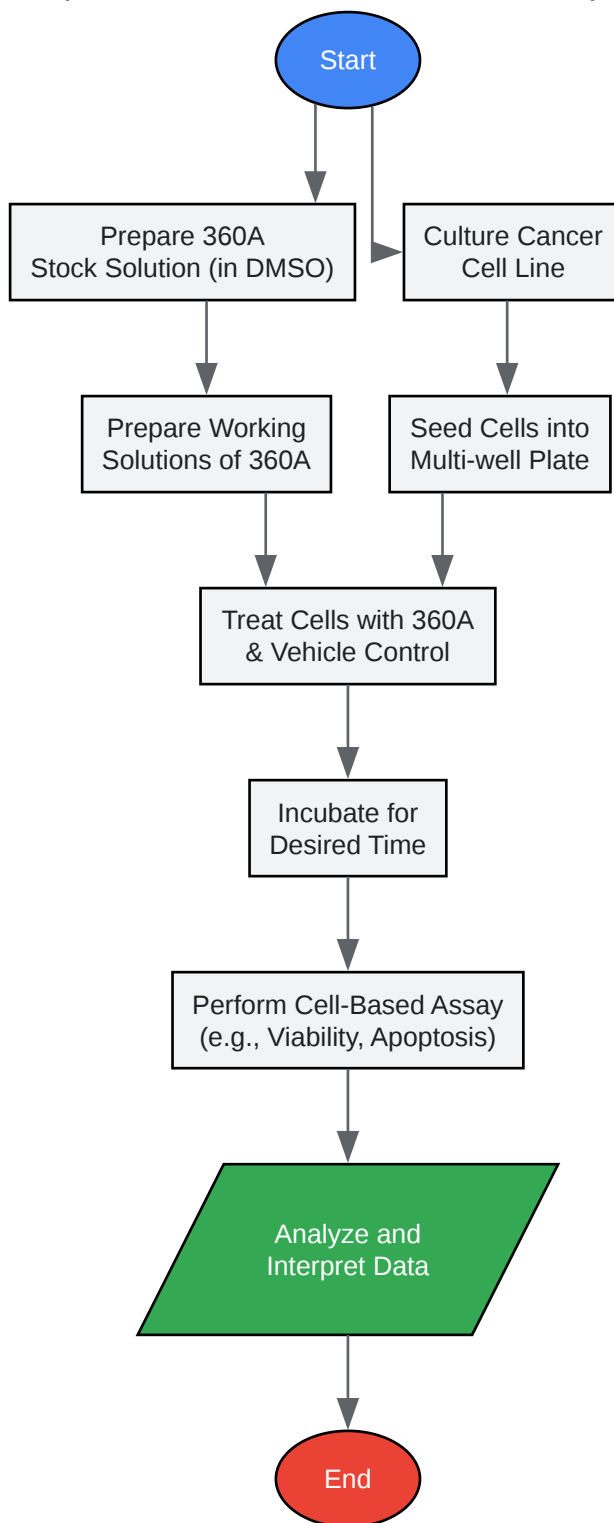 Start
Prepare 360A
Stock Solution (in DMSO)
Culture Cancer
Cell Line
Prepare Working
Solutions of 360A
Seed Cells into
Multi-well Plate
Treat Cells with 360A
& Vehicle Control
Incubate for
Desired Time
Perform Cell-Based Assay
(e.g., Viability, Apoptosis)
Analyze and
Interpret Data
End